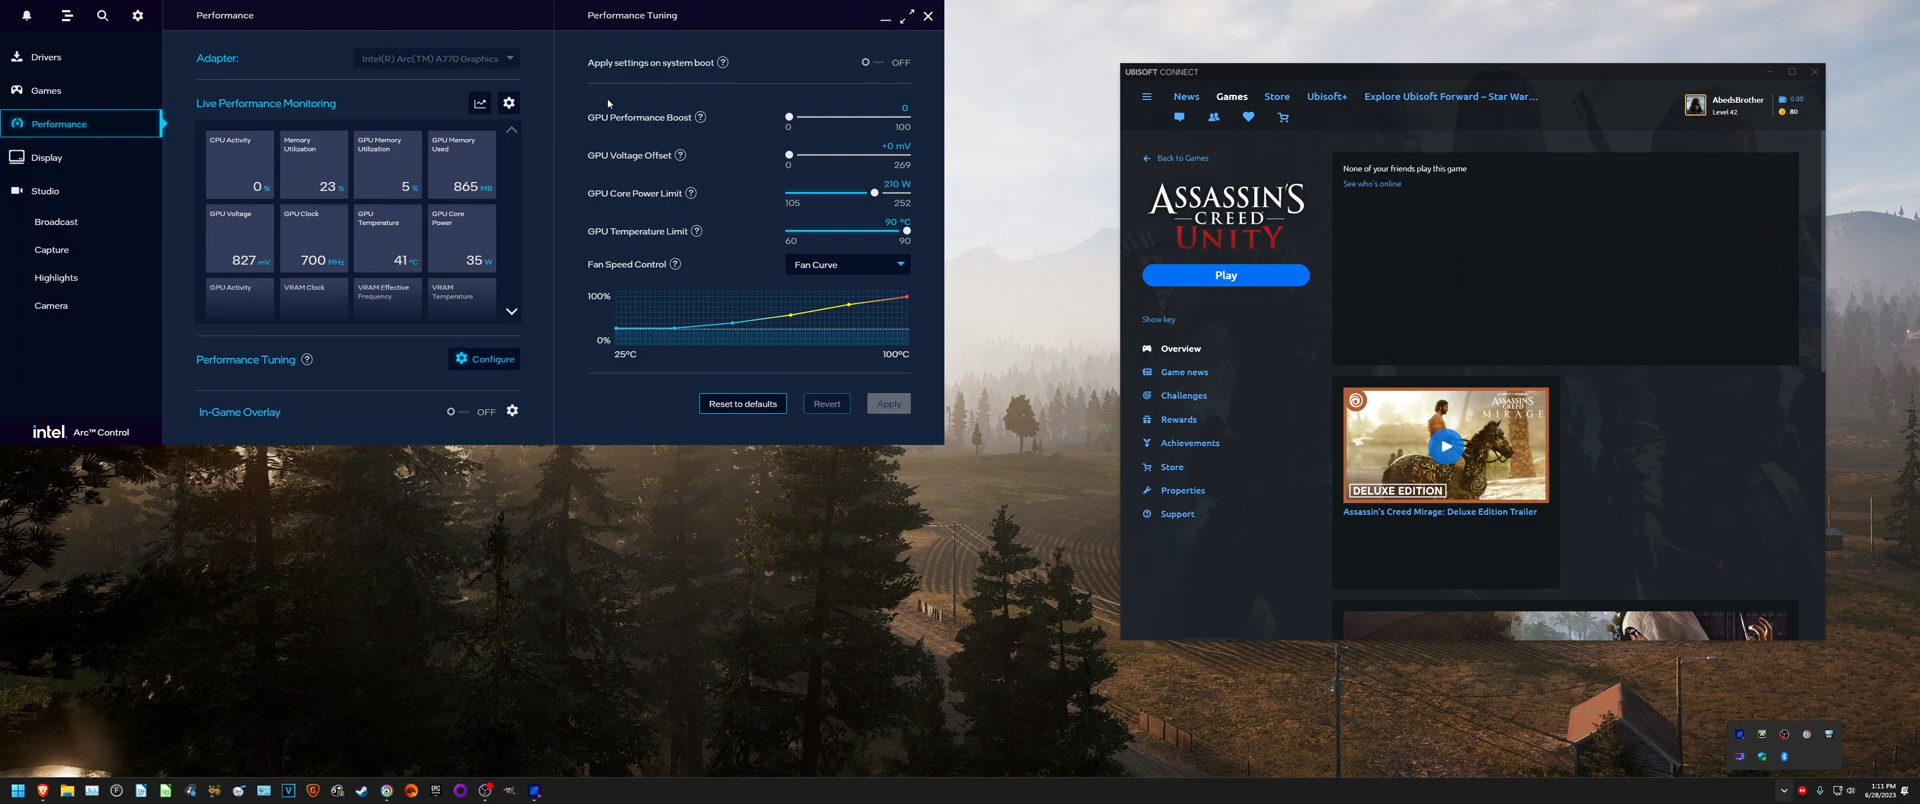 Performance
Performance Tuning
Drivers
Games
Performance
Display
Studio
Broadcast
Capture
Highlights
Camera
intel. Arc™ Control
Adapter:
Intel(R) Arc(TM) A770 Graphics
Live Performance Monitoring
CPU Activity
0 %
Memory Utilization
23 %
GPU Memory Utilization
5 %
GPU Memory Used
865 MB
GPU Voltage
827 mV
GPU Clock
700 MHz
GPU Temperature
41 °C
GPU Core Power
35 W
GPU Activity
VRAM Clock
VRAM Effective Frequency
VRAM Temperature
Performance Tuning ?
Configure
In-Game Overlay
OFF
Apply settings on system boot ?
OFF
GPU Performance Boost ?
0
0
100
GPU Voltage Offset ?
+0 mV
0
269
GPU Core Power Limit ?
210 W
105
252
GPU Temperature Limit ?
90 °C
60
90
Fan Speed Control ?
Fan Curve
100%
0%
25ºC
100ºC
Reset to defaults
Revert
Apply
UBISOFT CONNECT
News
Games
Store
Ubisoft+
Explore Ubisoft Forward – Star War...
AbedsBrother
Level 42
0.00
80
Back to Games
ASSASSIN'S
CREED
UNITY
Play
Show key
Overview
Game news
Challenges
Rewards
Achievements
Store
Properties
Support
None of your friends play this game
See who's online
ASSASSIN'S
CREED
MIRAGE
DELUXE EDITION
Assassin's Creed Mirage: Deluxe Edition Trailer
1:11 PM
6/28/2023